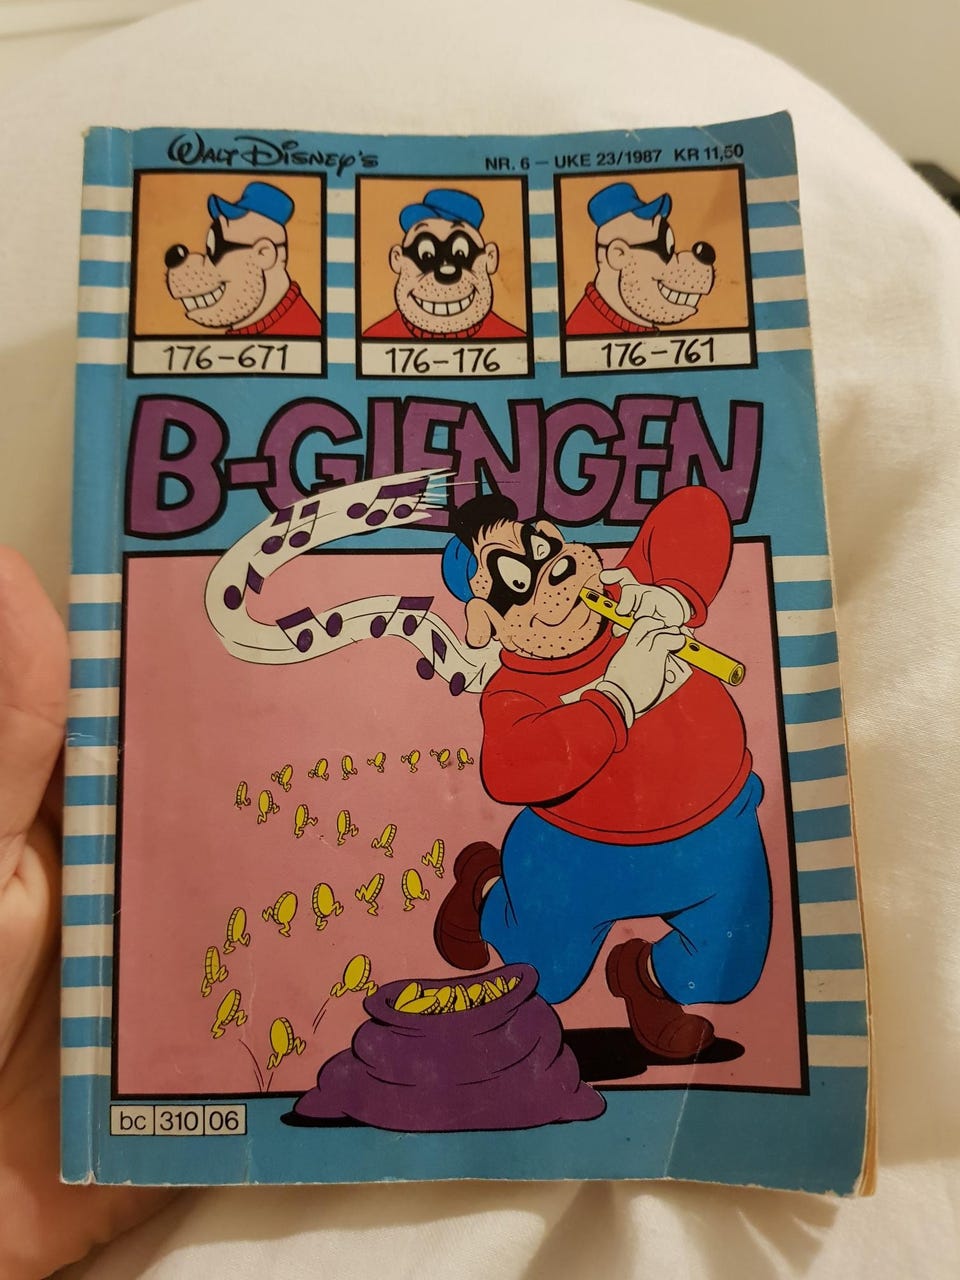 WALT DISNEY'S
NR. 6 – UKE 23/1987 KR 11,50
176-671
176-176
176-761
B-GJENGEN
bc 310 06